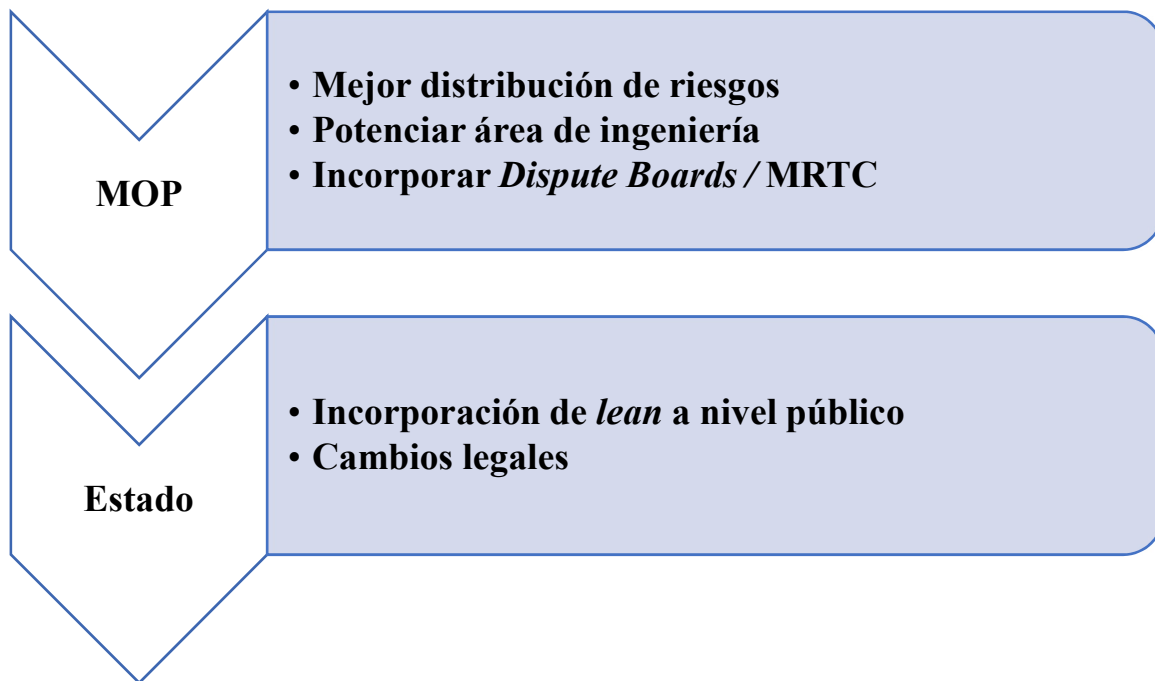 MOP
• Mejor distribución de riesgos
• Potenciar área de ingeniería
• Incorporar Dispute Boards / MRTC
Estado
• Incorporación de lean a nivel público
• Cambios legales